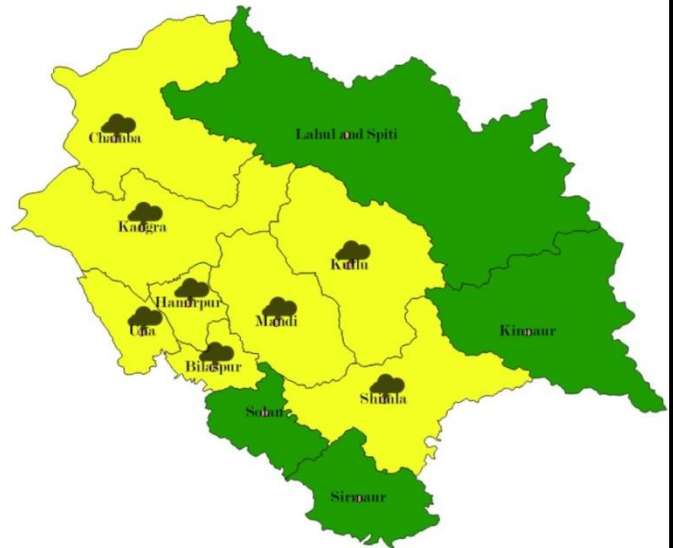 Chamba
Lahul and Spiti
Kangra
Kullu
Hamirpur
Mandi
Una
Kinnaur
Bilaspur
Shimla
Solan
Sirmaur